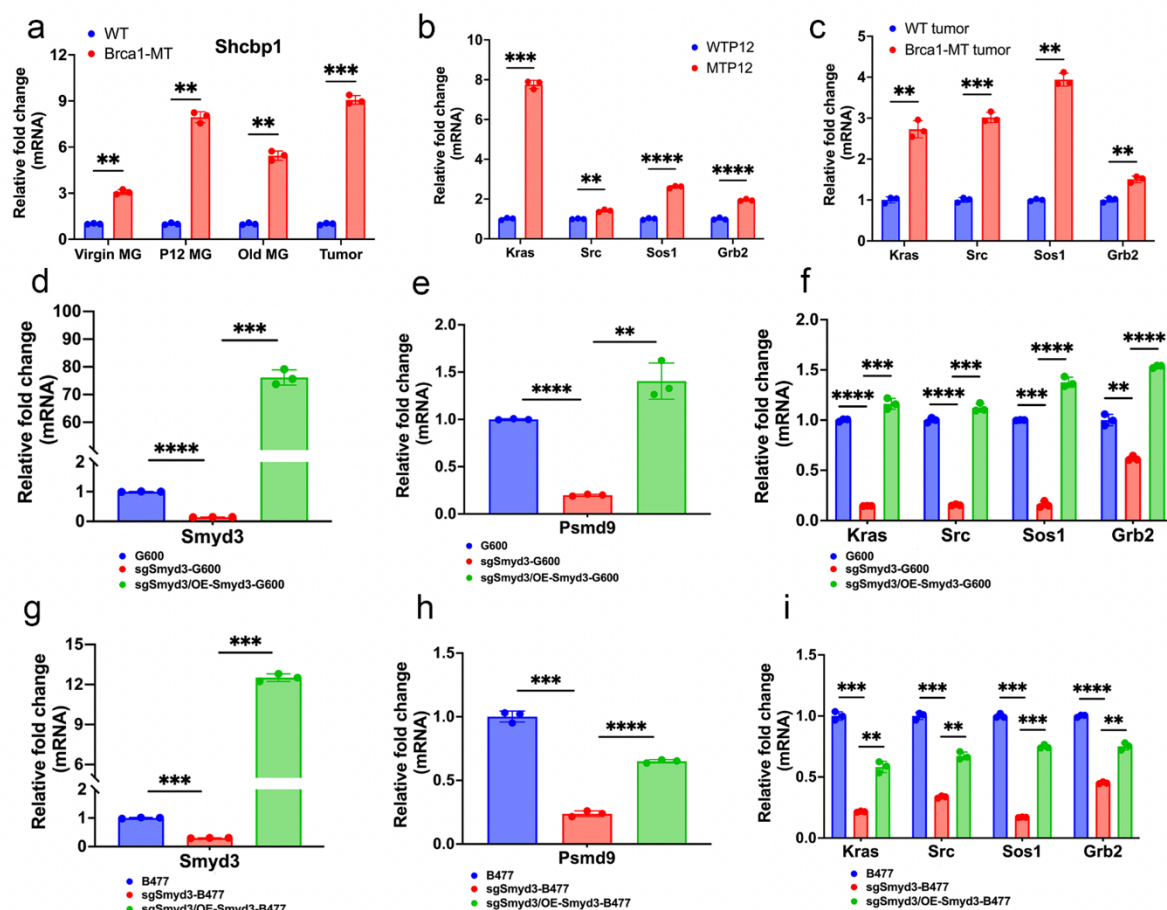 a
WT
Brca1-MT
Shcbp1
Relative fold change
(mRNA)
12
9
6
3
0
** ** ** ***
Virgin MG P12 MG Old MG Tumor
b
WTP12
MTP12
Relative fold change
(mRNA)
10
8
6
4
2
0
*** ** **** ****
Kras Src Sos1 Grb2
c
WT tumor
Brca1-MT tumor
Relative fold change
(mRNA)
5
4
3
2
1
0
** *** ** **
Kras Src Sos1 Grb2
d
Relative fold change
(mRNA)
100
90
80
70
60
2
1
0
**** ***
Smyd3
G600
sgSmyd3-G600
sgSmyd3/OE-Smyd3-G600
e
Relative fold change
(mRNA)
2.0
1.5
1.0
0.5
0.0
**** **
Psmd9
G600
sgSmyd3-G600
sgSmyd3/OE-Smyd3-G600
f
Relative fold change
(mRNA)
2.0
1.5
1.0
0.5
0.0
**** *** **** *** *** **** ** ****
Kras Src Sos1 Grb2
G600
sgSmyd3-G600
sgSmyd3/OE-Smyd3-G600
g
Relative fold change
(mRNA)
15
12
9
6
2
1
0
*** ***
Smyd3
B477
sgSmyd3-B477
sgSmyd3/OE-Smyd3-B477
h
Relative fold change
(mRNA)
1.5
1.0
0.5
0.0
*** ****
Psmd9
B477
sgSmyd3-B477
sgSmyd3/OE-Smyd3-B477
i
Relative fold change
(mRNA)
1.5
1.0
0.5
0.0
*** ** *** ** *** *** **** **
Kras Src Sos1 Grb2
B477
sgSmyd3-B477
sgSmyd3/OE-Smyd3-B477